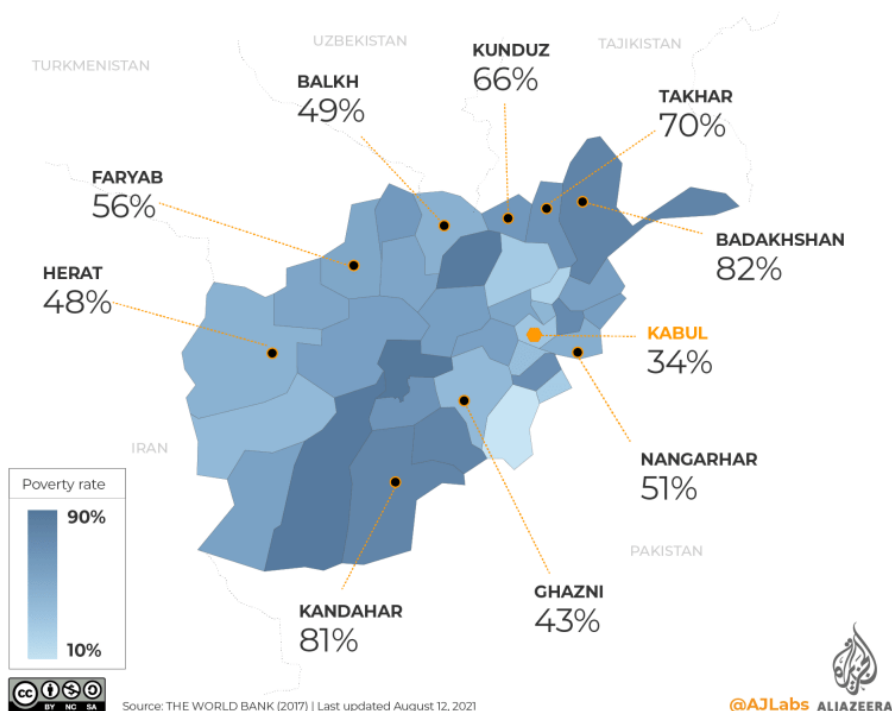 UZBEKISTAN
TAJIKISTAN
TURKMENISTAN
KUNDUZ
66%
BALKH
49%
TAKHAR
70%
FARYAB
56%
BADAKHSHAN
82%
HERAT
48%
KABUL
34%
IRAN
NANGARHAR
51%
Poverty rate
90%
10%
PAKISTAN
GHAZNI
43%
KANDAHAR
81%
cc BY NC SA
Source: THE WORLD BANK (2017) | Last updated August 12, 2021
@AJLabs ALJAZEERA